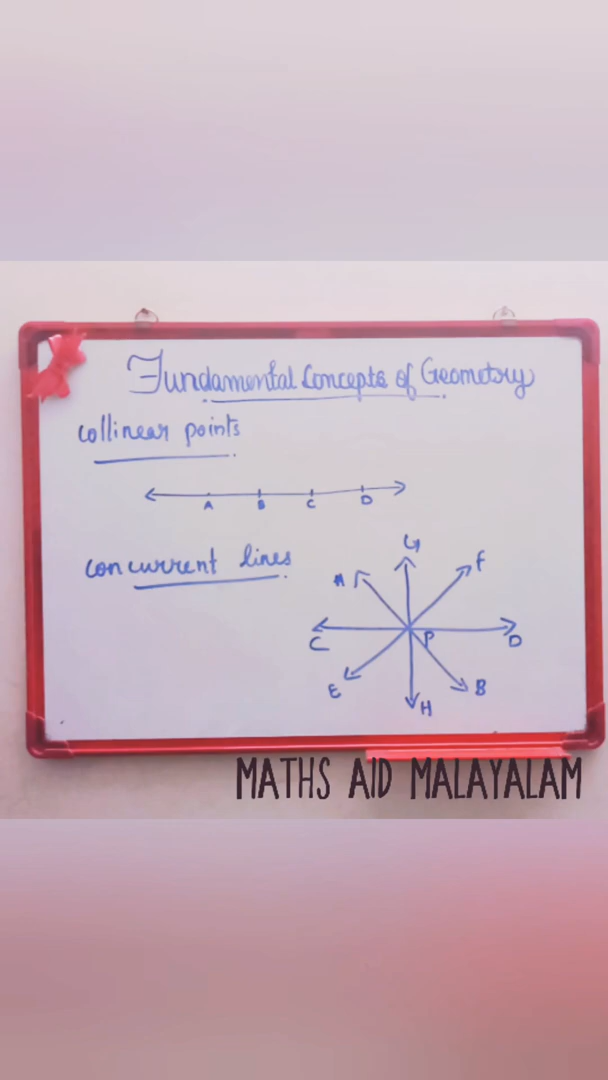 Fundamental Concepts of Geometry
collinear points
A B C D
concurrent lines
G
A F
C P D
E B
H
MATHS AID MALAYALAM